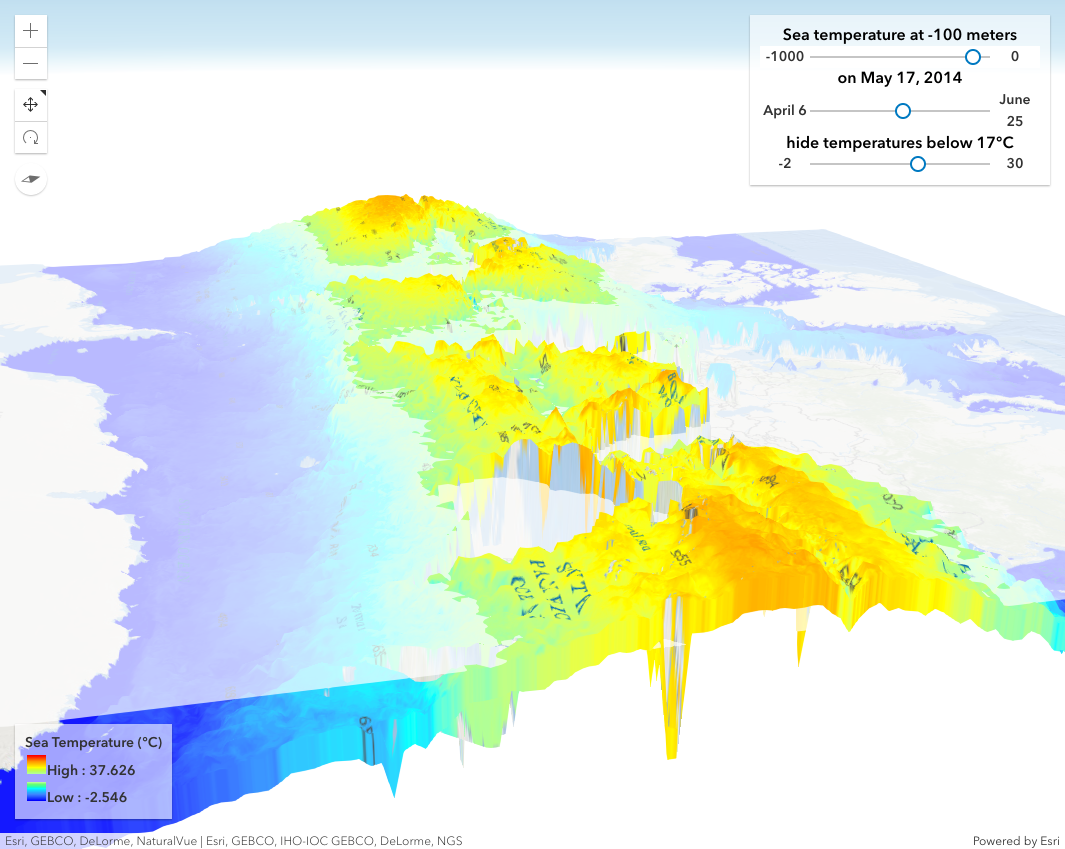 Sea temperature at -100 meters
-1000
0
on May 17, 2014
April 6
June
25
hide temperatures below 17°C
-2
30
Sea Temperature (°C)
High : 37.626
Low : -2.546
Esri, GEBCO, DeLorme, NaturalVue | Esri, GEBCO, IHO-IOC GEBCO, DeLorme, NGS
Powered by Esri